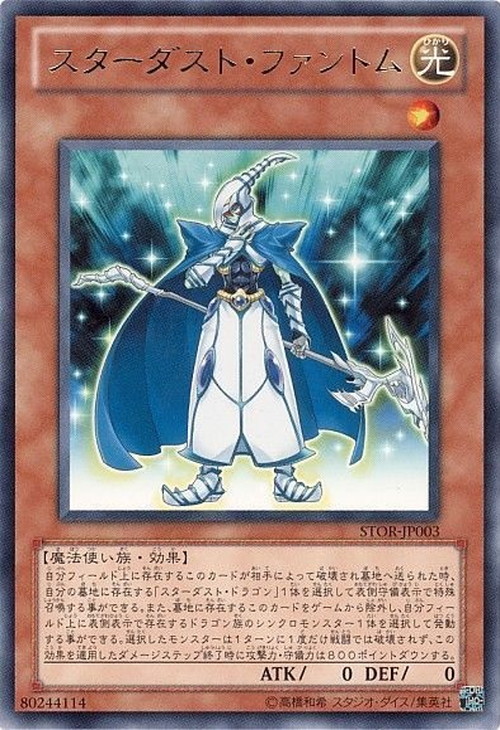 スターダスト・ファントム
光
STOR-JP003
【魔法使い族・効果】
自分フィールド上に存在するこのカードが相手によって破壊され墓地へ送られた時、
自分の墓地に存在する「スターダスト・ドラゴン」1体を選択して表側守備表示で特殊
召喚する事ができる。また、墓地に存在するこのカードをゲームから除外し、自分フィー
ルド上に表側表示で存在するドラゴン族のシンクロモンスター1体を選択して発動
する事ができる。選択したモンスターは1ターンに1度だけ戦闘では破壊されず、この
効果を適用したダメージステップ終了時に攻撃力・守備力は800ポイントダウンする。
ATK/ 0 DEF/ 0
80244114 ©高橋和希 スタジオ・ダイス/集英社